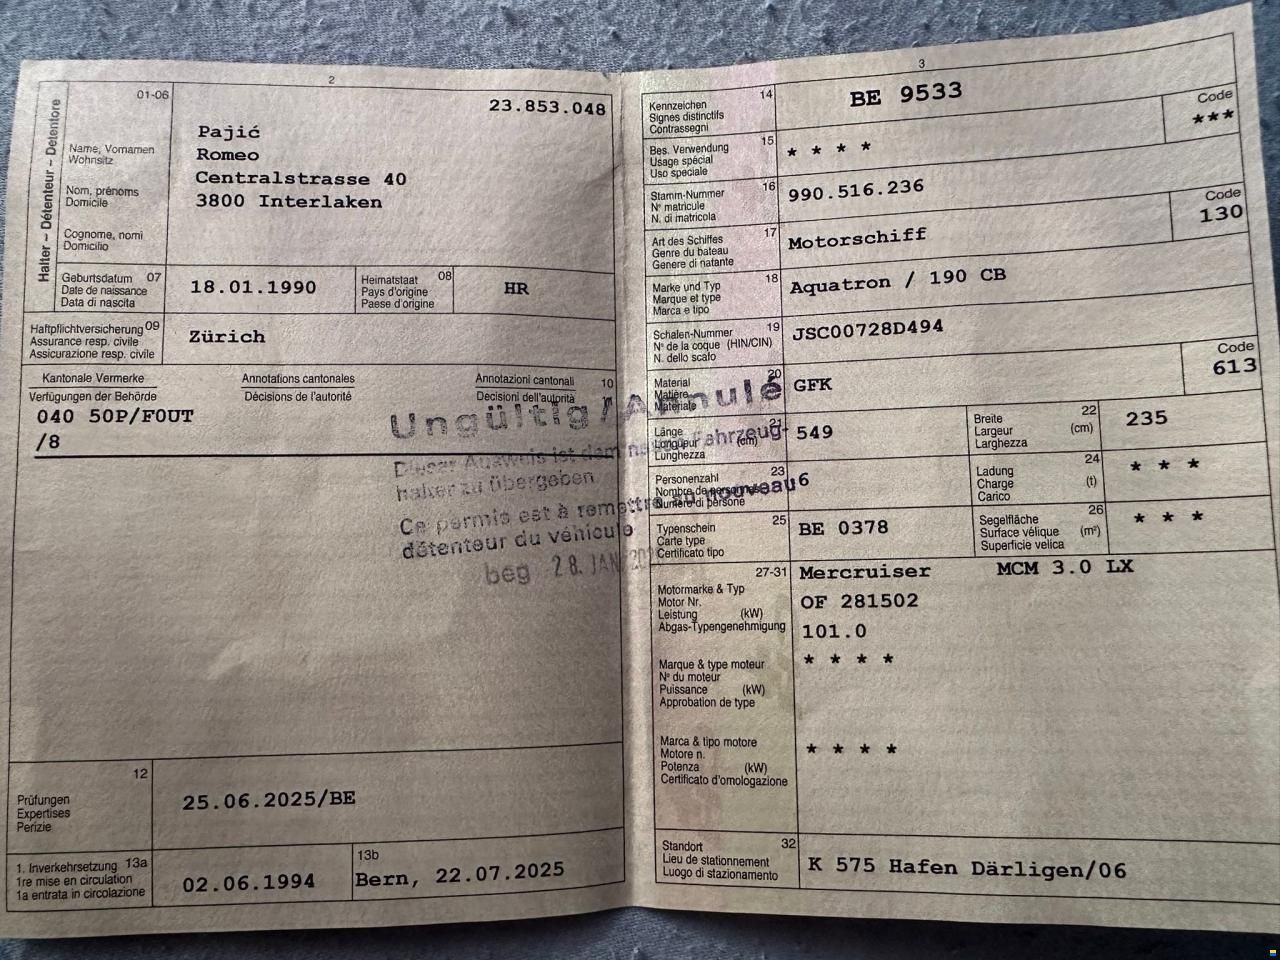 2
01-06
23.853.048
Halter – Détenteur – Detentore
Name, Vornamen
Wohnsitz
Nom, prénoms
Domicile
Cognome, nomi
Domicilio
Pajić
Romeo
Centralstrasse 40
3800 Interlaken
Geburtsdatum 07
Date de naissance
Data di nascita
18.01.1990
Heimatstaat 08
Pays d'origine
Paese d'origine
HR
Haftpflichtversicherung 09
Assurance resp. civile
Assicurazione resp. civile
Zürich
Kantonale Vermerke
Verfügungen der Behörde
Annotations cantonales
Décisions de l'autorité
Annotazioni cantonali 10
Decisioni dell'autorità
040 50P/F0UT
/8
Ungültig / Annulé
Dieser Ausweis ist dem neuen Fahrzeug-
halter zu übergeben
Ce permis est à remettre au nouveau
détenteur du véhicule
beg 28. JAN
12
Prüfungen
Expertises
Perizie
25.06.2025/BE
1. Inverkehrsetzung 13a
1re mise en circulation
1a entrata in circolazione
02.06.1994
13b
Bern, 22.07.2025
3
Kennzeichen 14
Signes distinctifs
Contrassegni
BE 9533
Code
***
Bes. Verwendung 15
Usage spécial
Uso speciale
* * * *
Stamm-Nummer 16
N° matricule
N. di matricola
990.516.236
Art des Schiffes 17
Genre du bateau
Genere di natante
Motorschiff
Code
130
Marke und Typ 18
Marque et type
Marca e tipo
Aquatron / 190 CB
Schalen-Nummer 19
N° de la coque (HIN/CIN)
N. dello scafo
JSC00728D494
Material 20
Matière
Materiale
GFK
Code
613
Länge 21
Longueur (cm)
Lunghezza
549
Breite 22
Largeur (cm)
Larghezza
235
Personenzahl 23
Nombre de personnes
Numero di persone
6
Ladung 24
Charge (t)
Carico
* * *
Typenschein 25
Carte type
Certificato tipo
BE 0378
Segelfläche 26
Surface vélique (m²)
Superficie velica
* * *
27-31
Motormarke & Typ
Motor Nr.
Leistung (kW)
Abgas-Typengenehmigung
Mercruiser MCM 3.0 LX
OF 281502
101.0
* * * *
Marque & type moteur
N° du moteur
Puissance (kW)
Approbation de type
Marca & tipo motore
Motore n.
Potenza (kW)
Certificato d'omologazione
* * * *
Standort 32
Lieu de stationnement
Luogo di stazionamento
K 575 Hafen Därligen/06